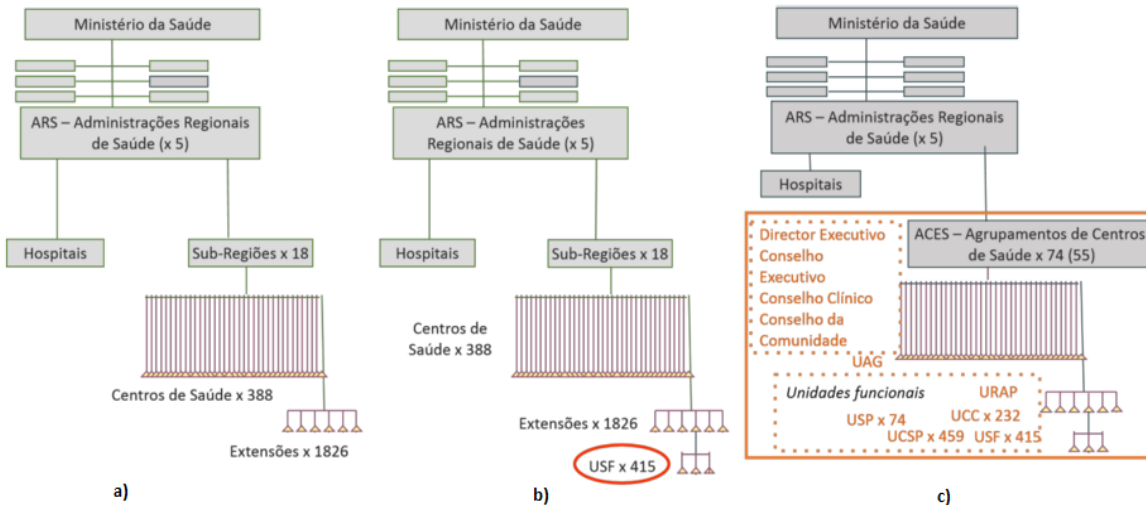 Ministério da Saúde
ARS – Administrações Regionais
de Saúde (x 5)
Hospitais
Sub-Regiões x 18
Centros de Saúde x 388
Extensões x 1826
a)
Ministério da Saúde
ARS – Administrações
Regionais de Saúde (x 5)
Hospitais
Sub-Regiões x 18
Centros de
Saúde x 388
Extensões x 1826
USF x 415
b)
Ministério da Saúde
ARS – Administrações Regionais
de Saúde (x 5)
Hospitais
ACES – Agrupamentos de Centros
de Saúde x 74 (55)
Director Executivo
Conselho
Executivo
Conselho Clínico
Conselho da
Comunidade
UAG
Unidades funcionais
URAP
USP x 74
UCC x 232
UCSP x 459
USF x 415
c)